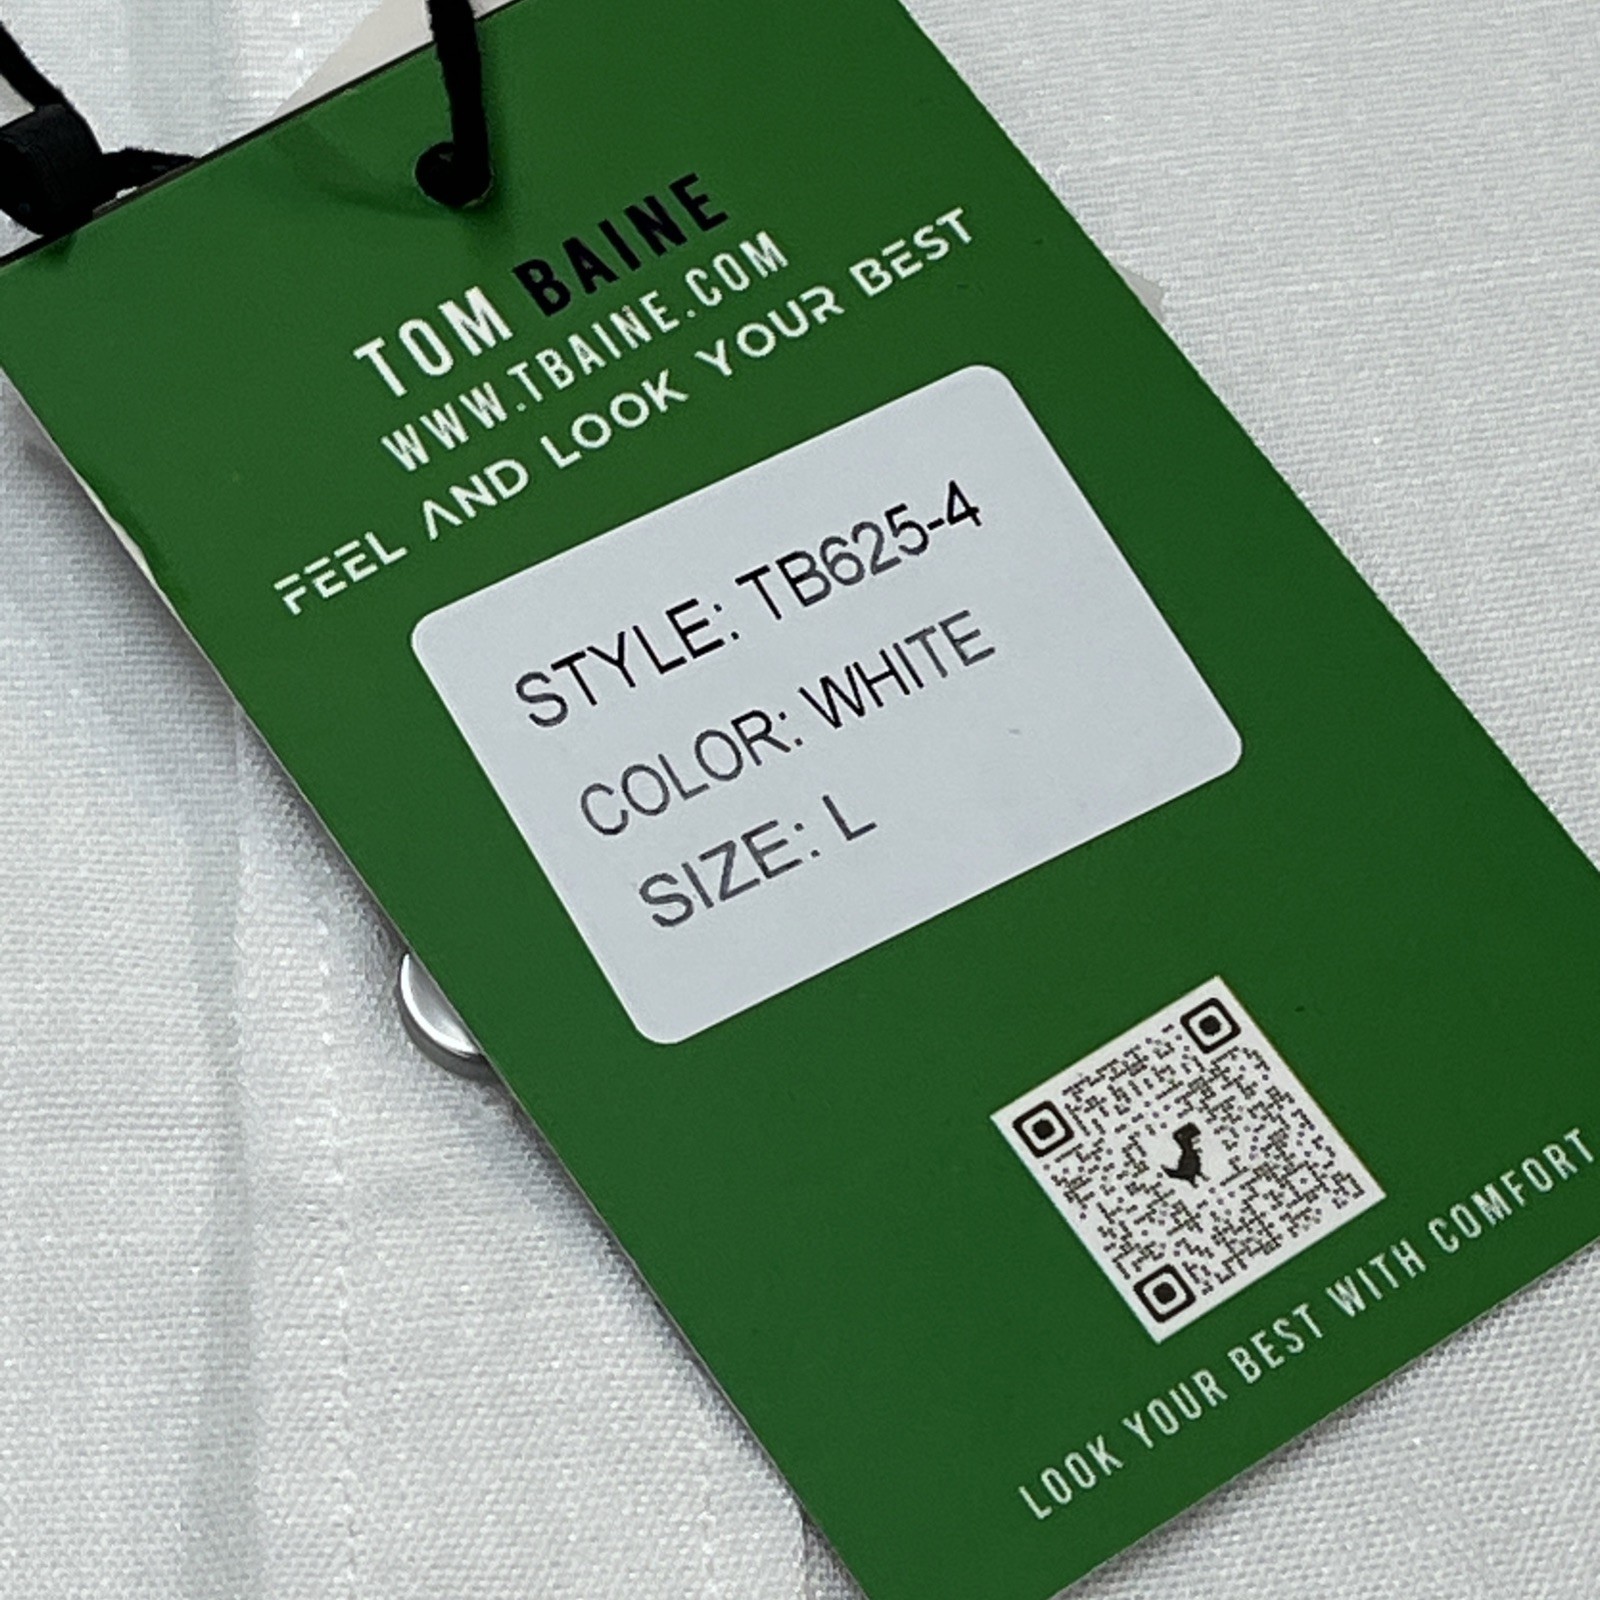 TOM BAINE
WWW.TBAINE.COM
FEEL AND LOOK YOUR BEST
STYLE: TB625-4
COLOR: WHITE
SIZE: L
LOOK YOUR BEST WITH COMFORT